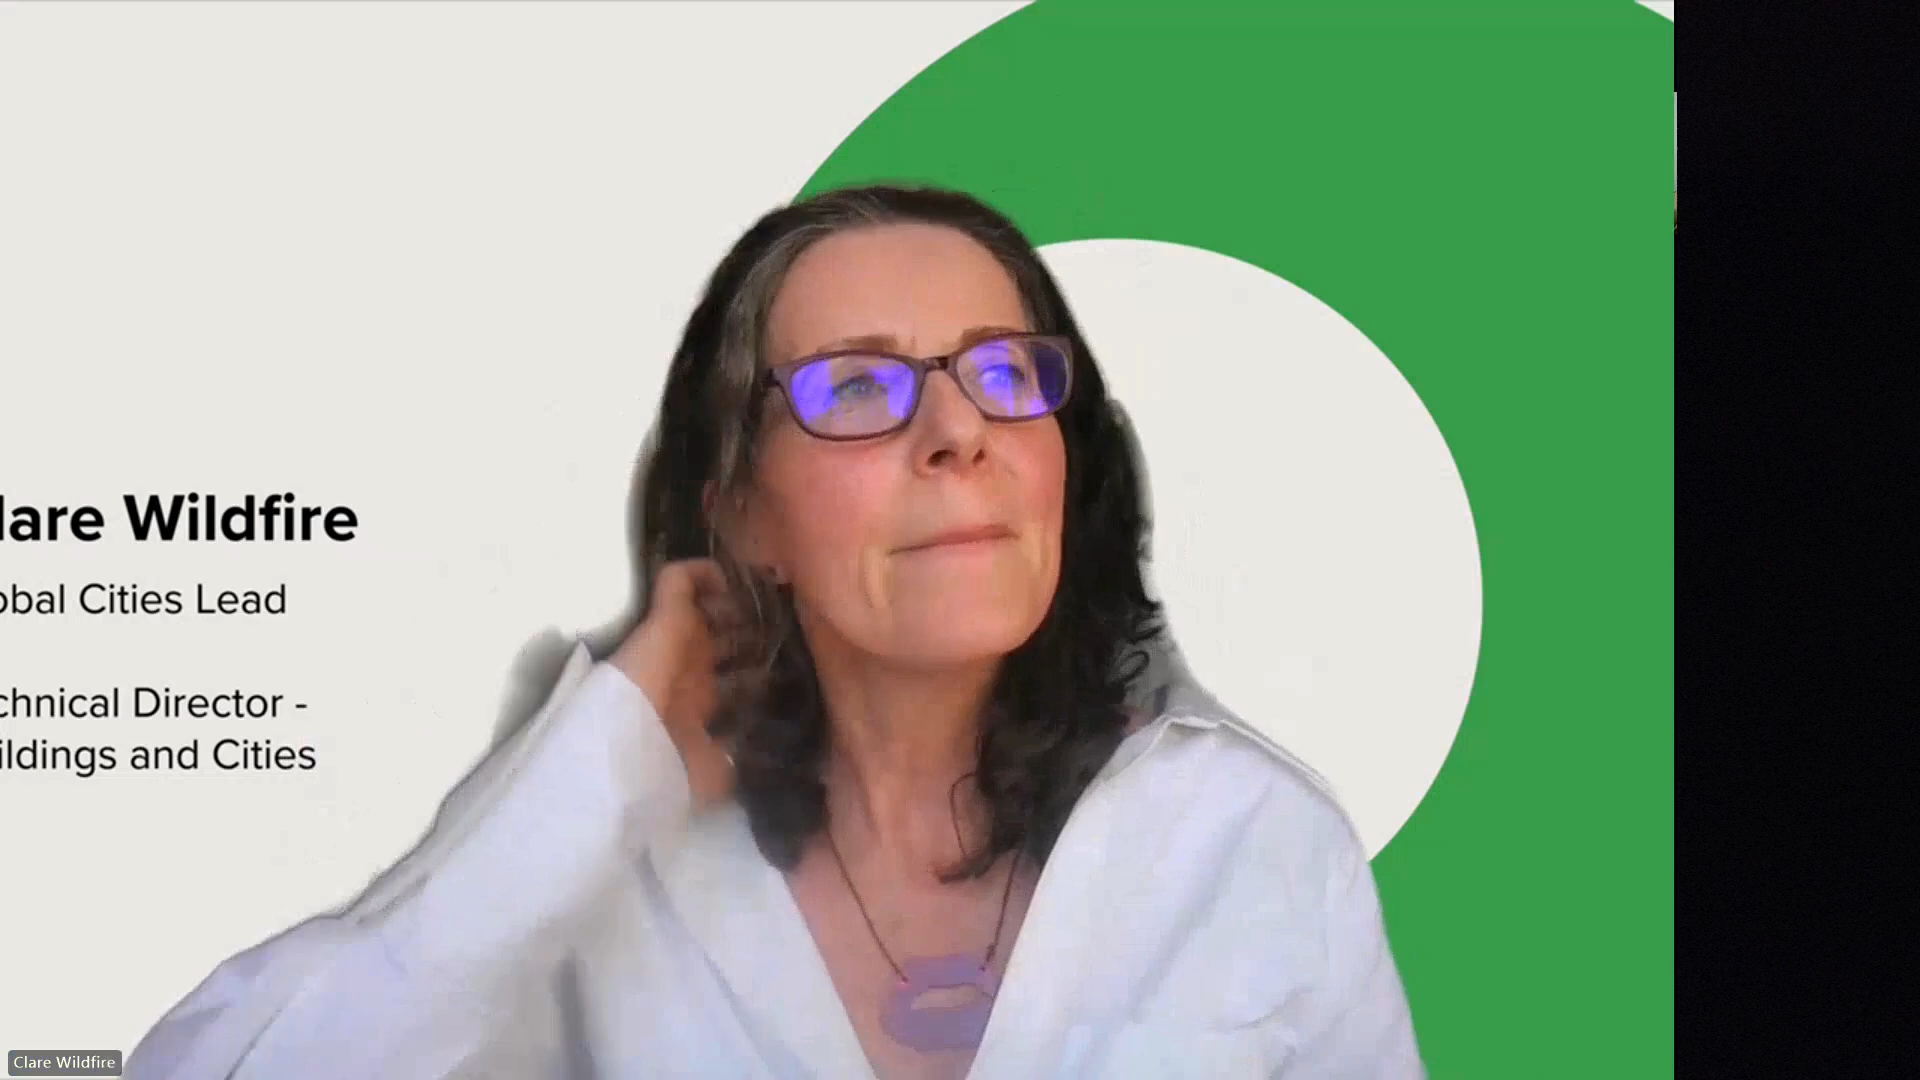 lare Wildfire
obal Cities Lead
chnical Director -
ildings and Cities
Clare Wildfire